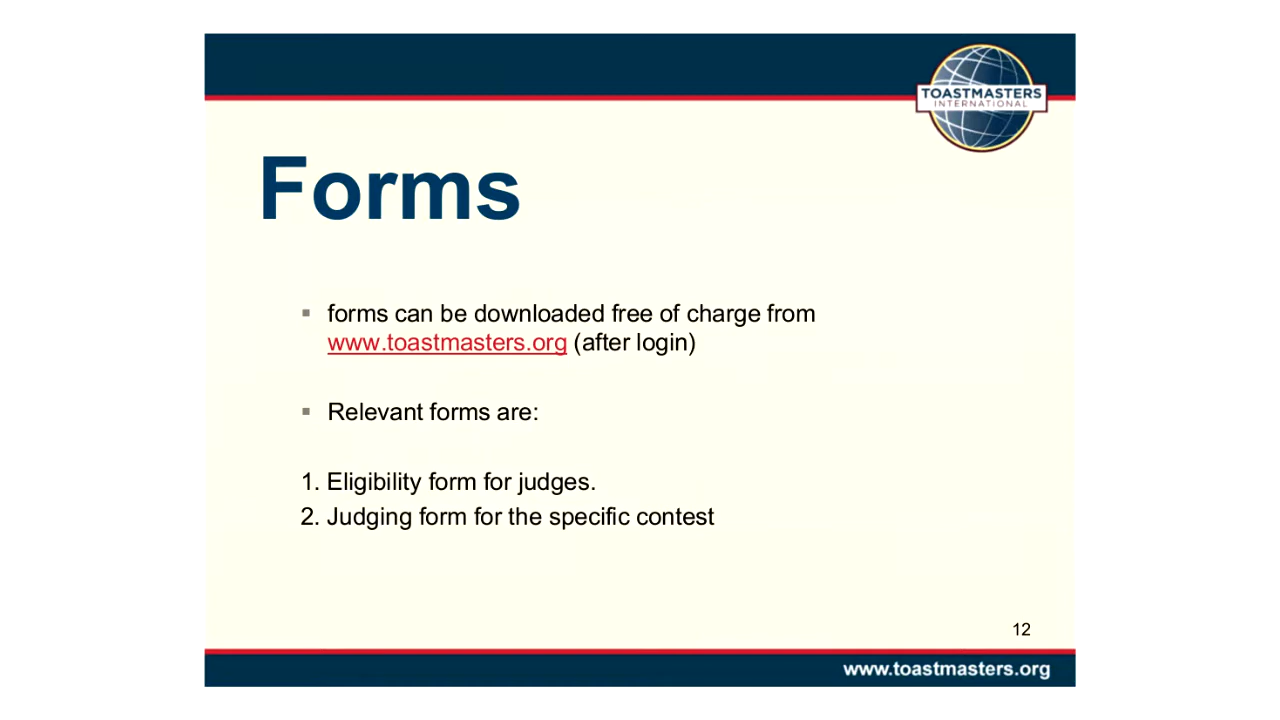 TOASTMASTERS
INTERNATIONAL
Forms
▪ forms can be downloaded free of charge from
www.toastmasters.org (after login)
▪ Relevant forms are:
1. Eligibility form for judges.
2. Judging form for the specific contest
12
www.toastmasters.org